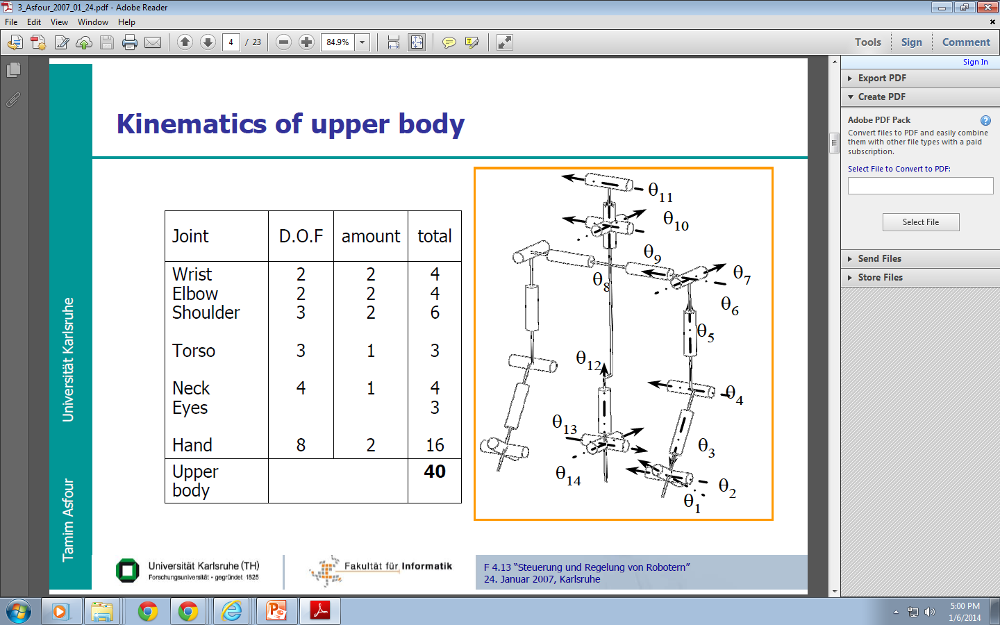 3_Asfour_2007_01_24.pdf - Adobe Reader
File Edit View Window Help
4 / 23 84.9% Tools Sign Comment
Sign In
Export PDF
Create PDF
Adobe PDF Pack
Convert files to PDF and easily combine
them with other file types with a paid
subscription.
Select File to Convert to PDF:
Select File
Send Files
Store Files
Universität Karlsruhe
Tamim Asfour
Kinematics of upper body
Joint D.O.F amount total
Wrist 2 2 4
Elbow 2 2 4
Shoulder 3 2 6
Torso 3 1 3
Neck 4 1 4
Eyes 3
Hand 8 2 16
Upper 40
body
θ11
θ10
θ9
θ8
θ7
θ6
θ5
θ12
θ4
θ13
θ3
θ14
θ2
θ1
Universität Karlsruhe (TH)
Forschungsuniversität • gegründet 1825
Fakultät für Informatik
F 4.13 “Steuerung und Regelung von Robotern”
24. Januar 2007, Karlsruhe
5:00 PM
1/6/2014